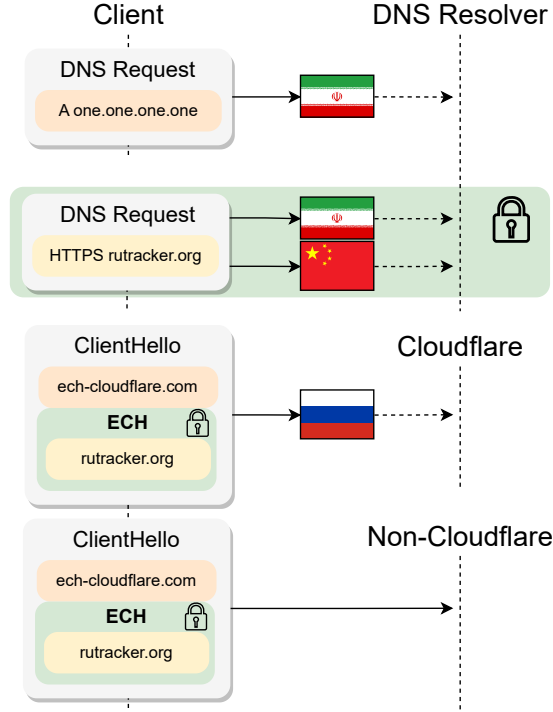 Client
DNS Resolver
DNS Request
A one.one.one.one
DNS Request
HTTPS rutracker.org
ClientHello
Cloudflare
ech-cloudflare.com
ECH
rutracker.org
ClientHello
Non-Cloudflare
ech-cloudflare.com
ECH
rutracker.org